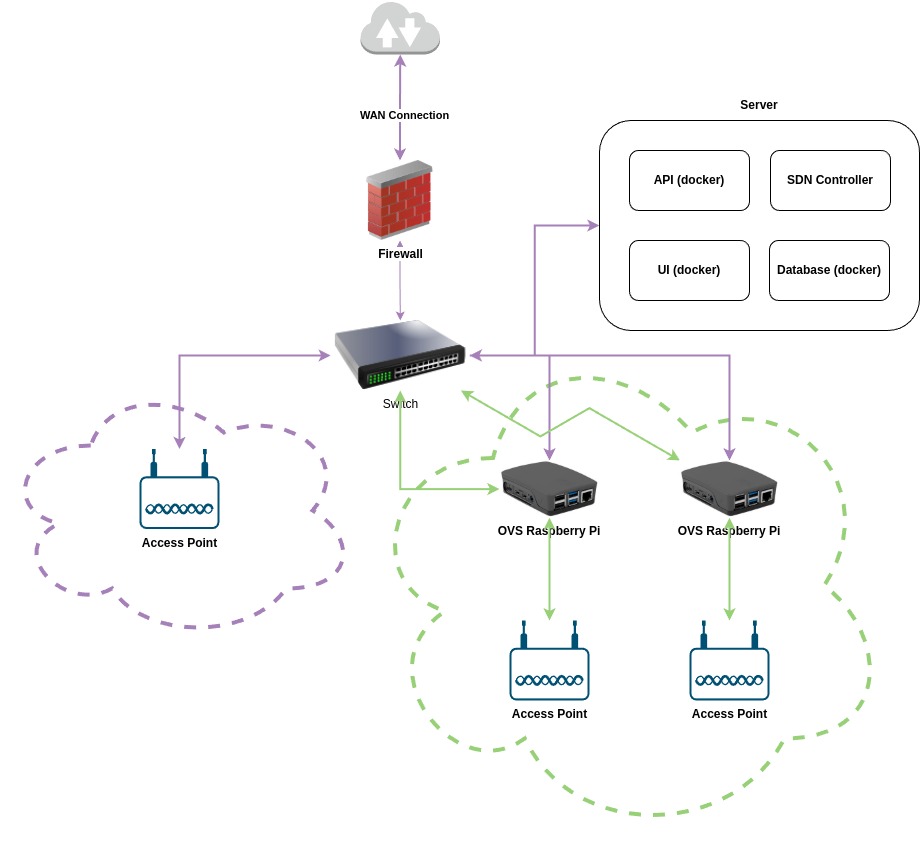 Server
WAN Connection
API (docker)
SDN Controller
Firewall
UI (docker)
Database (docker)
Switch
OVS Raspberry Pi
OVS Raspberry Pi
Access Point
Access Point
Access Point